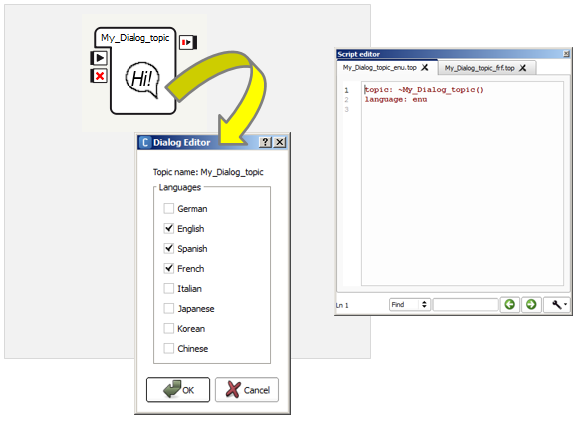 My_Dialog_topic
Hi!
Script editor
My_Dialog_topic_enu.top
My_Dialog_topic_frf.top
1 topic: ~My_Dialog_topic()
2 language: enu
3
Ln 1
Find
C Dialog Editor
Topic name: My_Dialog_topic
Languages
German
English
Spanish
French
Italian
Japanese
Korean
Chinese
OK
Cancel